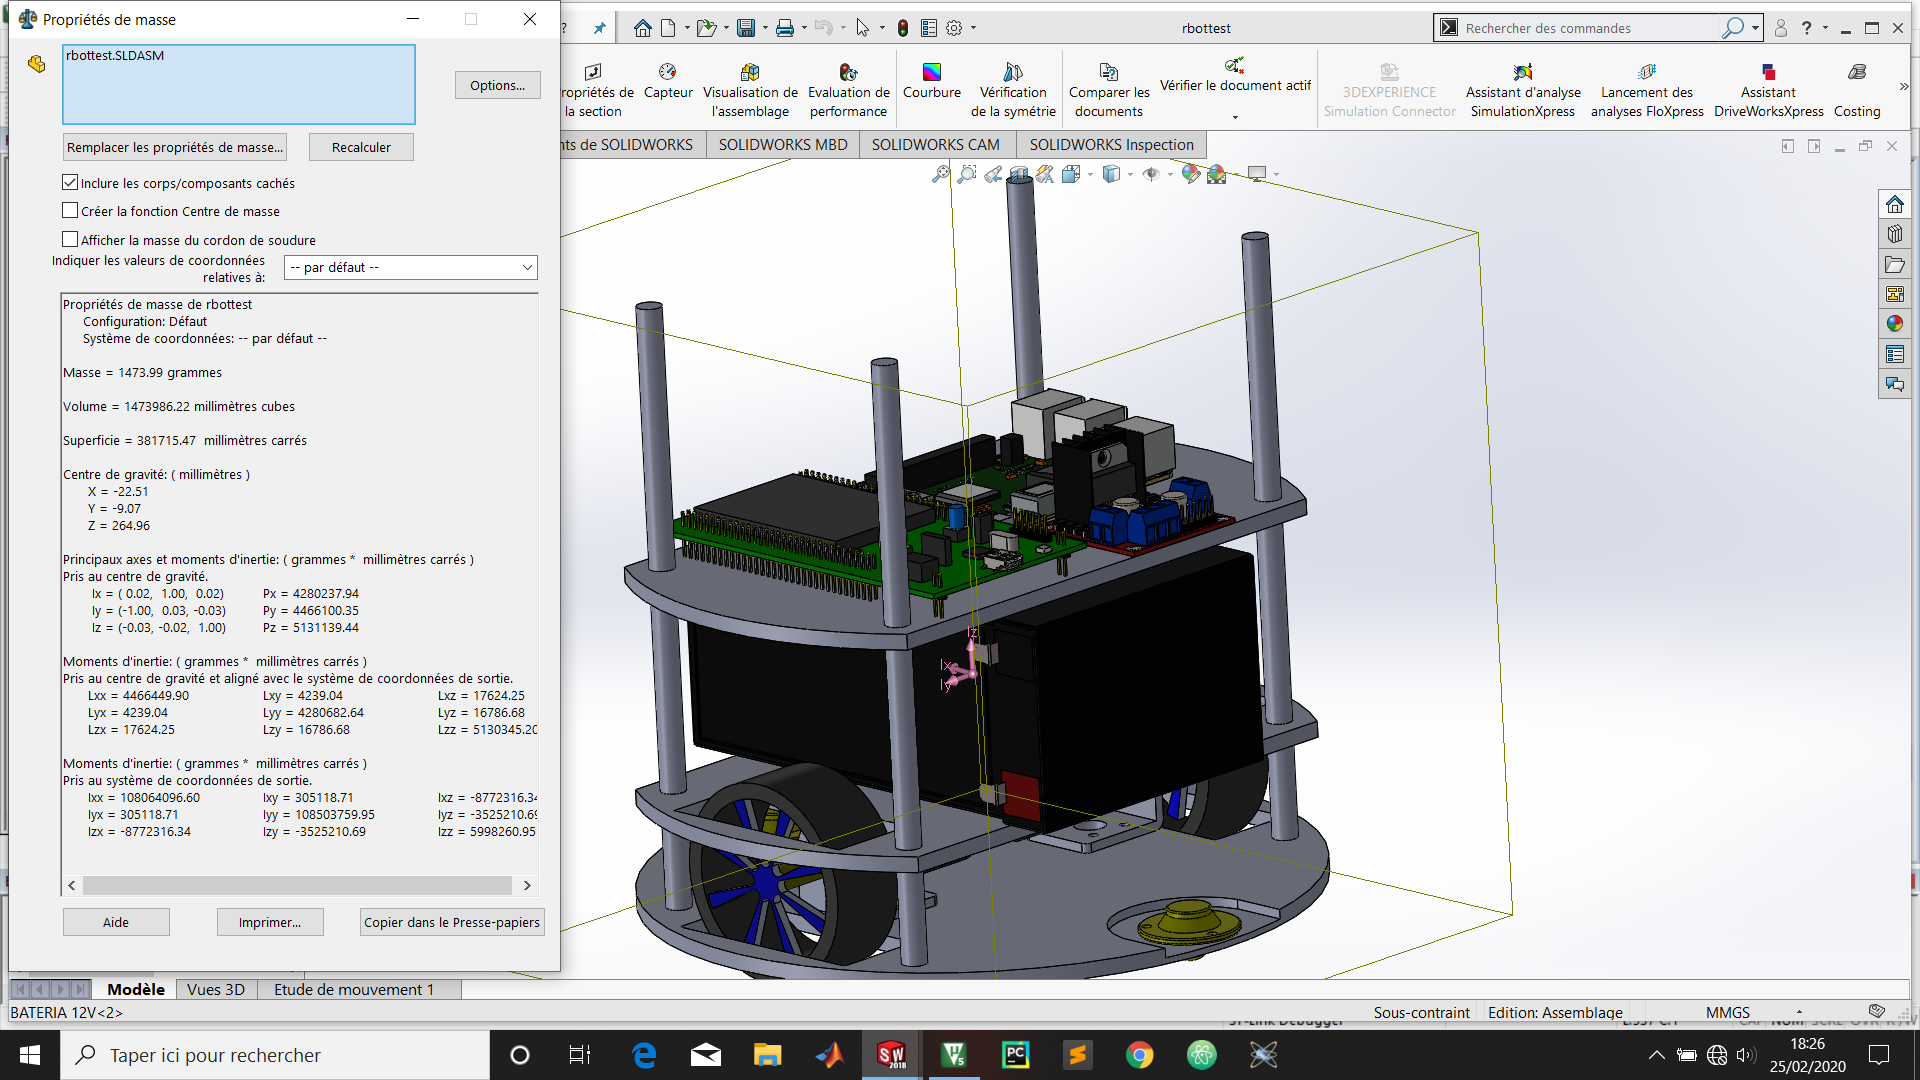 Propriétés de masse
rbottest.SLDASM
Options...
Remplacer les propriétés de masse...
Recalculer
Inclure les corps/composants cachés
Créer la fonction Centre de masse
Afficher la masse du cordon de soudure
Indiquer les valeurs de coordonnées
relatives à:
-- par défaut --
Propriétés de masse de rbottest
Configuration: Défaut
Système de coordonnées: -- par défaut --
Masse = 1473.99 grammes
Volume = 1473986.22 millimètres cubes
Superficie = 381715.47 millimètres carrés
Centre de gravité: ( millimètres )
X = -22.51
Y = -9.07
Z = 264.96
Principaux axes et moments d'inertie: ( grammes * millimètres carrés )
Pris au centre de gravité.
Ix = ( 0.02, 1.00, 0.02) Px = 4280237.94
Iy = (-1.00, 0.03, -0.03) Py = 4466100.35
Iz = (-0.03, -0.02, 1.00) Pz = 5131139.44
Moments d'inertie: ( grammes * millimètres carrés )
Pris au centre de gravité et aligné avec le système de coordonnées de sortie.
Lxx = 4466449.90 Lxy = 4239.04 Lxz = 17624.25
Lyx = 4239.04 Lyy = 4280682.64 Lyz = 16786.68
Lzx = 17624.25 Lzy = 16786.68 Lzz = 5130345.20
Moments d'inertie: ( grammes * millimètres carrés )
Pris au système de coordonnées de sortie.
Ixx = 108064096.60 Ixy = 305118.71 Ixz = -8772316.34
Iyx = 305118.71 Iyy = 108503759.95 Iyz = -3525210.69
Izx = -8772316.34 Izy = -3525210.69 Izz = 5998260.95
Aide
Imprimer...
Copier dans le Presse-papiers
?
rbottest
Rechercher des commandes
?
ropriétés de
la section
Capteur
Visualisation de
l'assemblage
Evaluation de
performance
Courbure
Vérification
de la symétrie
Comparer les
documents
Vérifier le document actif
3DEXPERIENCE
Simulation Connector
Assistant d'analyse
SimulationXpress
Lancement des
analyses FloXpress
Assistant
DriveWorksXpress
Costing
»
nts de SOLIDWORKS
SOLIDWORKS MBD
SOLIDWORKS CAM
SOLIDWORKS Inspection
Iz
Ix
Iy
Modèle
Vues 3D
Etude de mouvement 1
BATERIA 12V<2>
Sous-contraint
Edition: Assemblage
MMGS
ST-Link Debugger
Taper ici pour rechercher
SW
2018
PC
18:26
25/02/2020